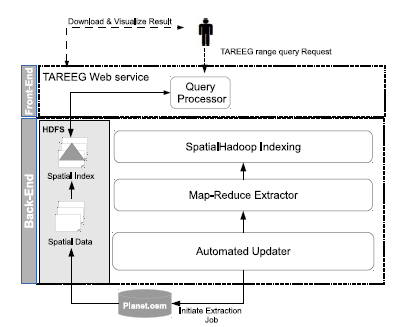 Download & Visualize Result
TAREEG range query Request
Front-End
TAREEG Web service
Query
Processor
Back-End
HDFS
Spatial Index
Spatial Data
SpatialHadoop Indexing
Map-Reduce Extractor
Automated Updater
Planet.osm
Initiate Extraction
Job